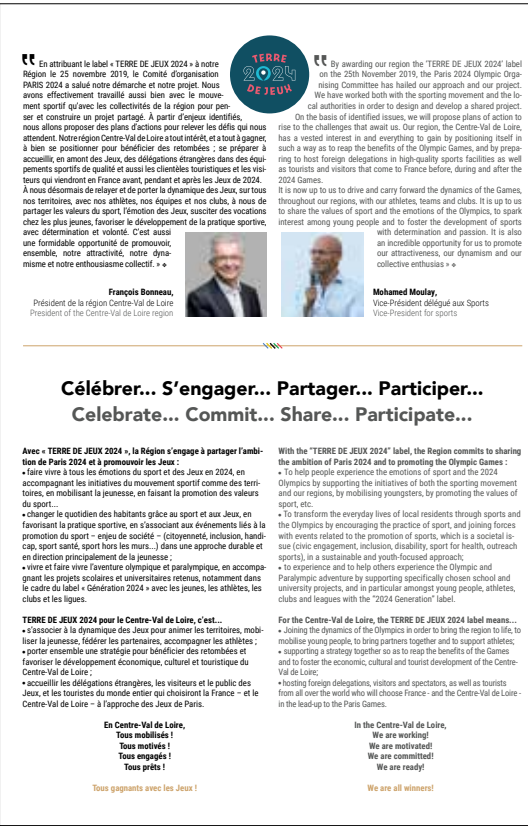 TERRE
2024
DE JEUX
“ En attribuant le label « TERRE DE JEUX 2024 » à notre
Région le 25 novembre 2019, le Comité d'organisation
PARIS 2024 a salué notre démarche et notre projet. Nous
avons effectivement travaillé aussi bien avec le mouve-
ment sportif qu'avec les collectivités de la région pour pen-
ser et construire un projet partagé. À partir d'enjeux identifiés,
nous allons proposer des plans d'actions pour relever les défis qui nous
attendent. Notre région Centre-Val de Loire a tout intérêt, et a tout à gagner,
à bien se positionner pour bénéficier des retombées ; se préparer à
accueillir, en amont des Jeux, des délégations étrangères dans des équi-
pements sportifs de qualité et aussi les clientèles touristiques et les visi-
teurs qui viendront en France avant, pendant et après les Jeux de 2024.
À nous désormais de relayer et de porter la dynamique des Jeux, sur tous
nos territoires, avec nos athlètes, nos équipes et nos clubs, à nous de
partager les valeurs du sport, l'émotion des Jeux, susciter des vocations
chez les plus jeunes, favoriser le développement de la pratique sportive,
avec détermination et volonté. C'est aussi
une formidable opportunité de promouvoir,
ensemble, notre attractivité, notre dyna-
misme et notre enthousiasme collectif. »
François Bonneau,
Président de la région Centre-Val de Loire
President of the Centre-Val de Loire region
“ By awarding our region the 'TERRE DE JEUX 2024' label
on the 25th November 2019, the Paris 2024 Olympic Orga-
nising Committee has hailed our approach and our project.
We have worked both with the sporting movement and the lo-
cal authorities in order to design and develop a shared project.
On the basis of identified issues, we will propose plans of action to
rise to the challenges that await us. Our region, the Centre-Val de Loire,
has a vested interest in and everything to gain by positioning itself in
such a way as to reap the benefits of the Olympic Games, and by prepa-
ring to host foreign delegations in high-quality sports facilities as well
as tourists and visitors that come to France before, during and after the
2024 Games.
It is now up to us to drive and carry forward the dynamics of the Games,
throughout our regions, with our athletes, teams and clubs. It is up to us
to share the values of sport and the emotions of the Olympics, to spark
interest among young people and to foster the development of sports
with determination and passion. It is also
an incredible opportunity for us to promote
our attractiveness, our dynamism and our
collective enthusias »
Mohamed Moulay,
Vice-Président délégué aux Sports
Vice-President for sports
Célébrer... S'engager... Partager... Participer...
Celebrate... Commit... Share... Participate...
Avec « TERRE DE JEUX 2024 », la Région s'engage à partager l'ambi-
tion de Paris 2024 et à promouvoir les Jeux :
• faire vivre à tous les émotions du sport et des Jeux en 2024, en
accompagnant les initiatives du mouvement sportif comme des terri-
toires, en mobilisant la jeunesse, en faisant la promotion des valeurs
du sport...
• changer le quotidien des habitants grâce au sport et aux Jeux, en
favorisant la pratique sportive, en s'associant aux événements liés à la
promotion du sport – enjeu de société – (citoyenneté, inclusion, handi-
cap, sport santé, sport hors les murs...) dans une approche durable et
en direction principalement de la jeunesse ;
• vivre et faire vivre l'aventure olympique et paralympique, en accompa-
gnant les projets scolaires et universitaires retenus, notamment dans
le cadre du label « Génération 2024 » avec les jeunes, les athlètes, les
clubs et les ligues.
TERRE DE JEUX 2024 pour le Centre-Val de Loire, c'est...
• s'associer à la dynamique des Jeux pour animer les territoires, mobi-
liser la jeunesse, fédérer les partenaires, accompagner les athlètes ;
• porter ensemble une stratégie pour bénéficier des retombées et
favoriser le développement économique, culturel et touristique du
Centre-Val de Loire ;
• accueillir les délégations étrangères, les visiteurs et le public des
Jeux, et les touristes du monde entier qui choisiront la France – et le
Centre-Val de Loire – à l'approche des Jeux de Paris.
En Centre-Val de Loire,
Tous mobilisés !
Tous motivés !
Tous engagés !
Tous prêts !
Tous gagnants avec les Jeux !
With the “TERRE DE JEUX 2024” label, the Region commits to sharing
the ambition of Paris 2024 and to promoting the Olympic Games :
• To help people experience the emotions of sport and the 2024
Olympics by supporting the initiatives of both the sporting movement
and our regions, by mobilising youngsters, by promoting the values of
sport, etc.
• To transform the everyday lives of local residents through sports and
the Olympics by encouraging the practice of sport, and joining forces
with events related to the promotion of sports, which is a societal is-
sue (civic engagement, inclusion, disability, sport for health, outreach
sports), in a sustainable and youth-focused approach;
• to experience and to help others experience the Olympic and
Paralympic adventure by supporting specifically chosen school and
university projects, and in particular amongst young people, athletes,
clubs and leagues with the “2024 Generation” label.
For the Centre-Val de Loire, the TERRE DE JEUX 2024 label means...
• Joining the dynamics of the Olympics in order to bring the region to life, to
mobilise young people, to bring partners together and to support athletes;
• supporting a strategy together so as to reap the benefits of the Games
and to foster the economic, cultural and tourist development of the Centre-
Val de Loire;
• hosting foreign delegations, visitors and spectators, as well as tourists
from all over the world who will choose France - and the Centre-Val de Loire -
in the lead-up to the Paris Games.
In the Centre-Val de Loire,
We are working!
We are motivated!
We are committed!
We are ready!
We are all winners!